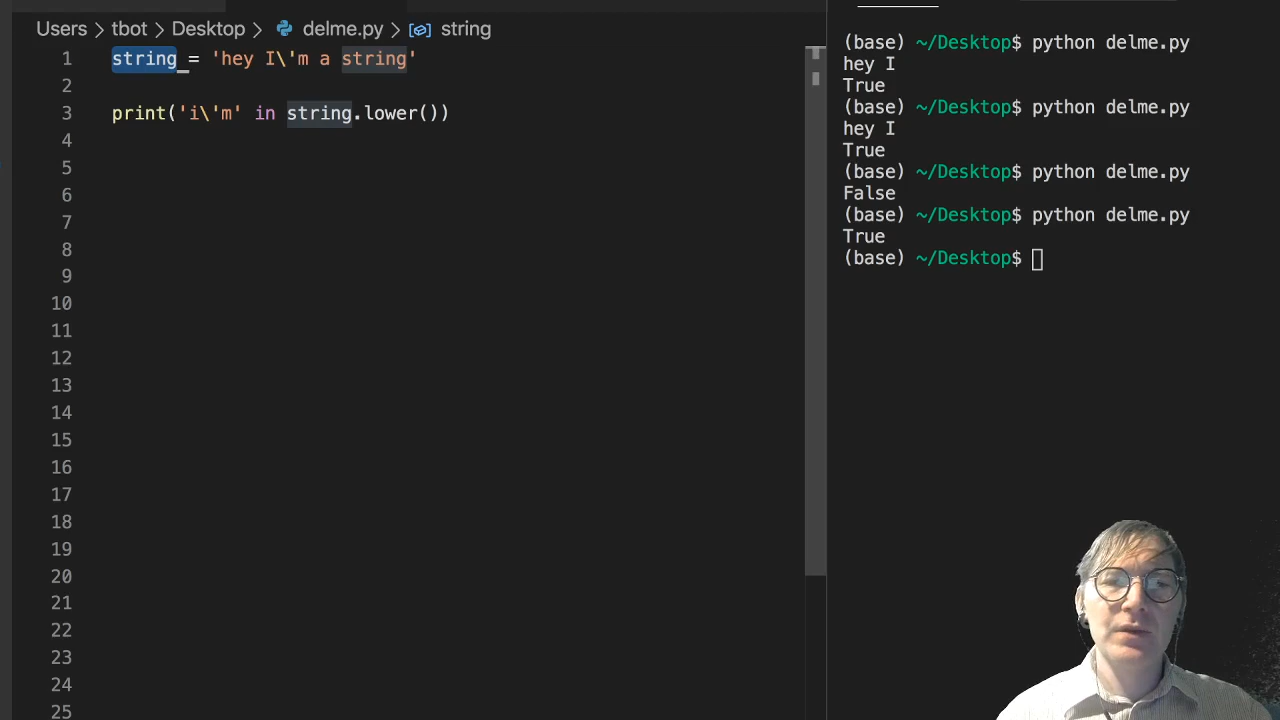 Users > tbot > Desktop > delme.py > string
1 string_= 'hey I\'m a string'
2
3 print('i\'m' in string.lower())
4
5
6
7
8
9
10
11
12
13
14
15
16
17
18
19
20
21
22
23
24
25
(base) ~/Desktop$ python delme.py
hey I
True
(base) ~/Desktop$ python delme.py
hey I
True
(base) ~/Desktop$ python delme.py
False
(base) ~/Desktop$ python delme.py
True
(base) ~/Desktop$